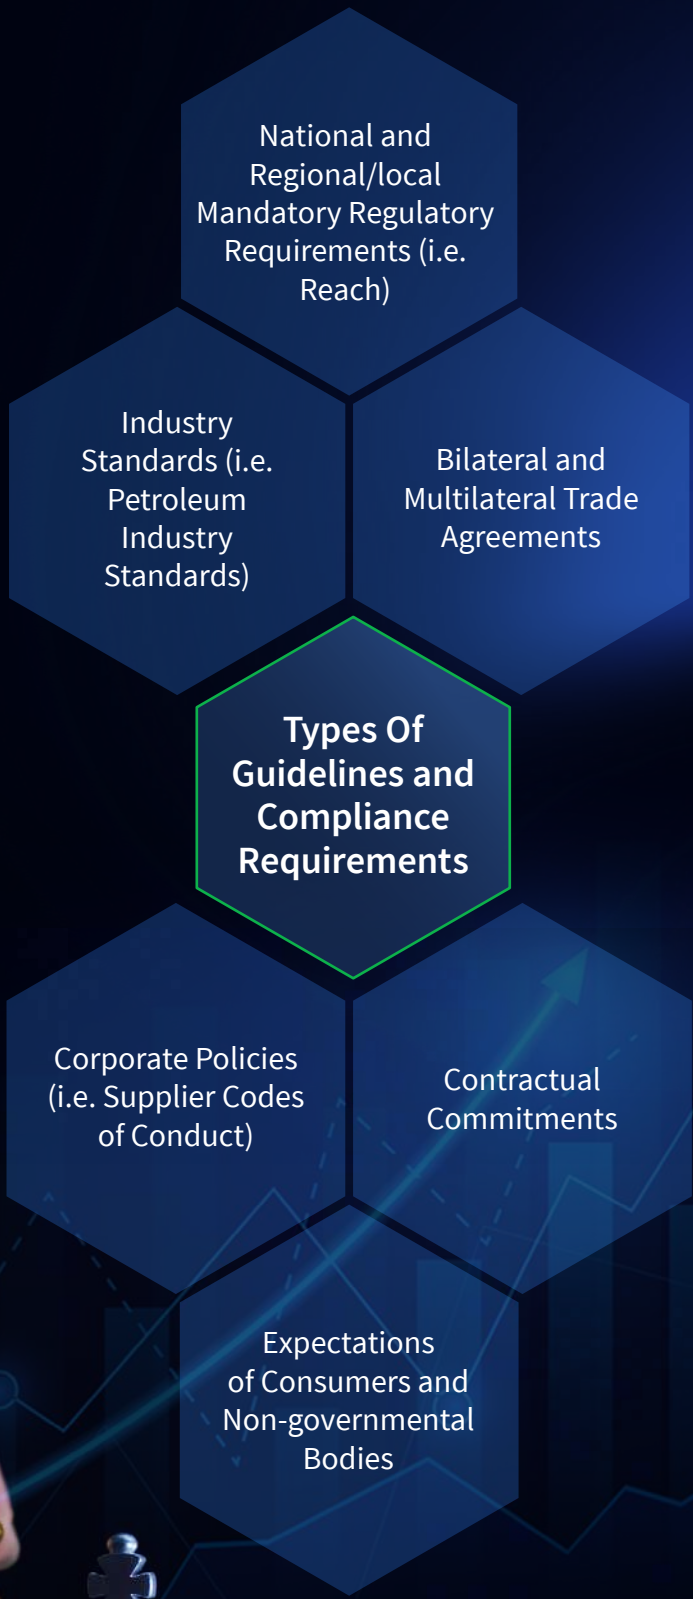 National and
Regional/local
Mandatory Regulatory
Requirements (i.e.
Reach)
Industry
Standards (i.e.
Petroleum
Industry
Standards)
Bilateral and
Multilateral Trade
Agreements
Types Of
Guidelines and
Compliance
Requirements
Corporate Policies
(i.e. Supplier Codes
of Conduct)
Contractual
Commitments
Expectations
of Consumers and
Non-governmental
Bodies